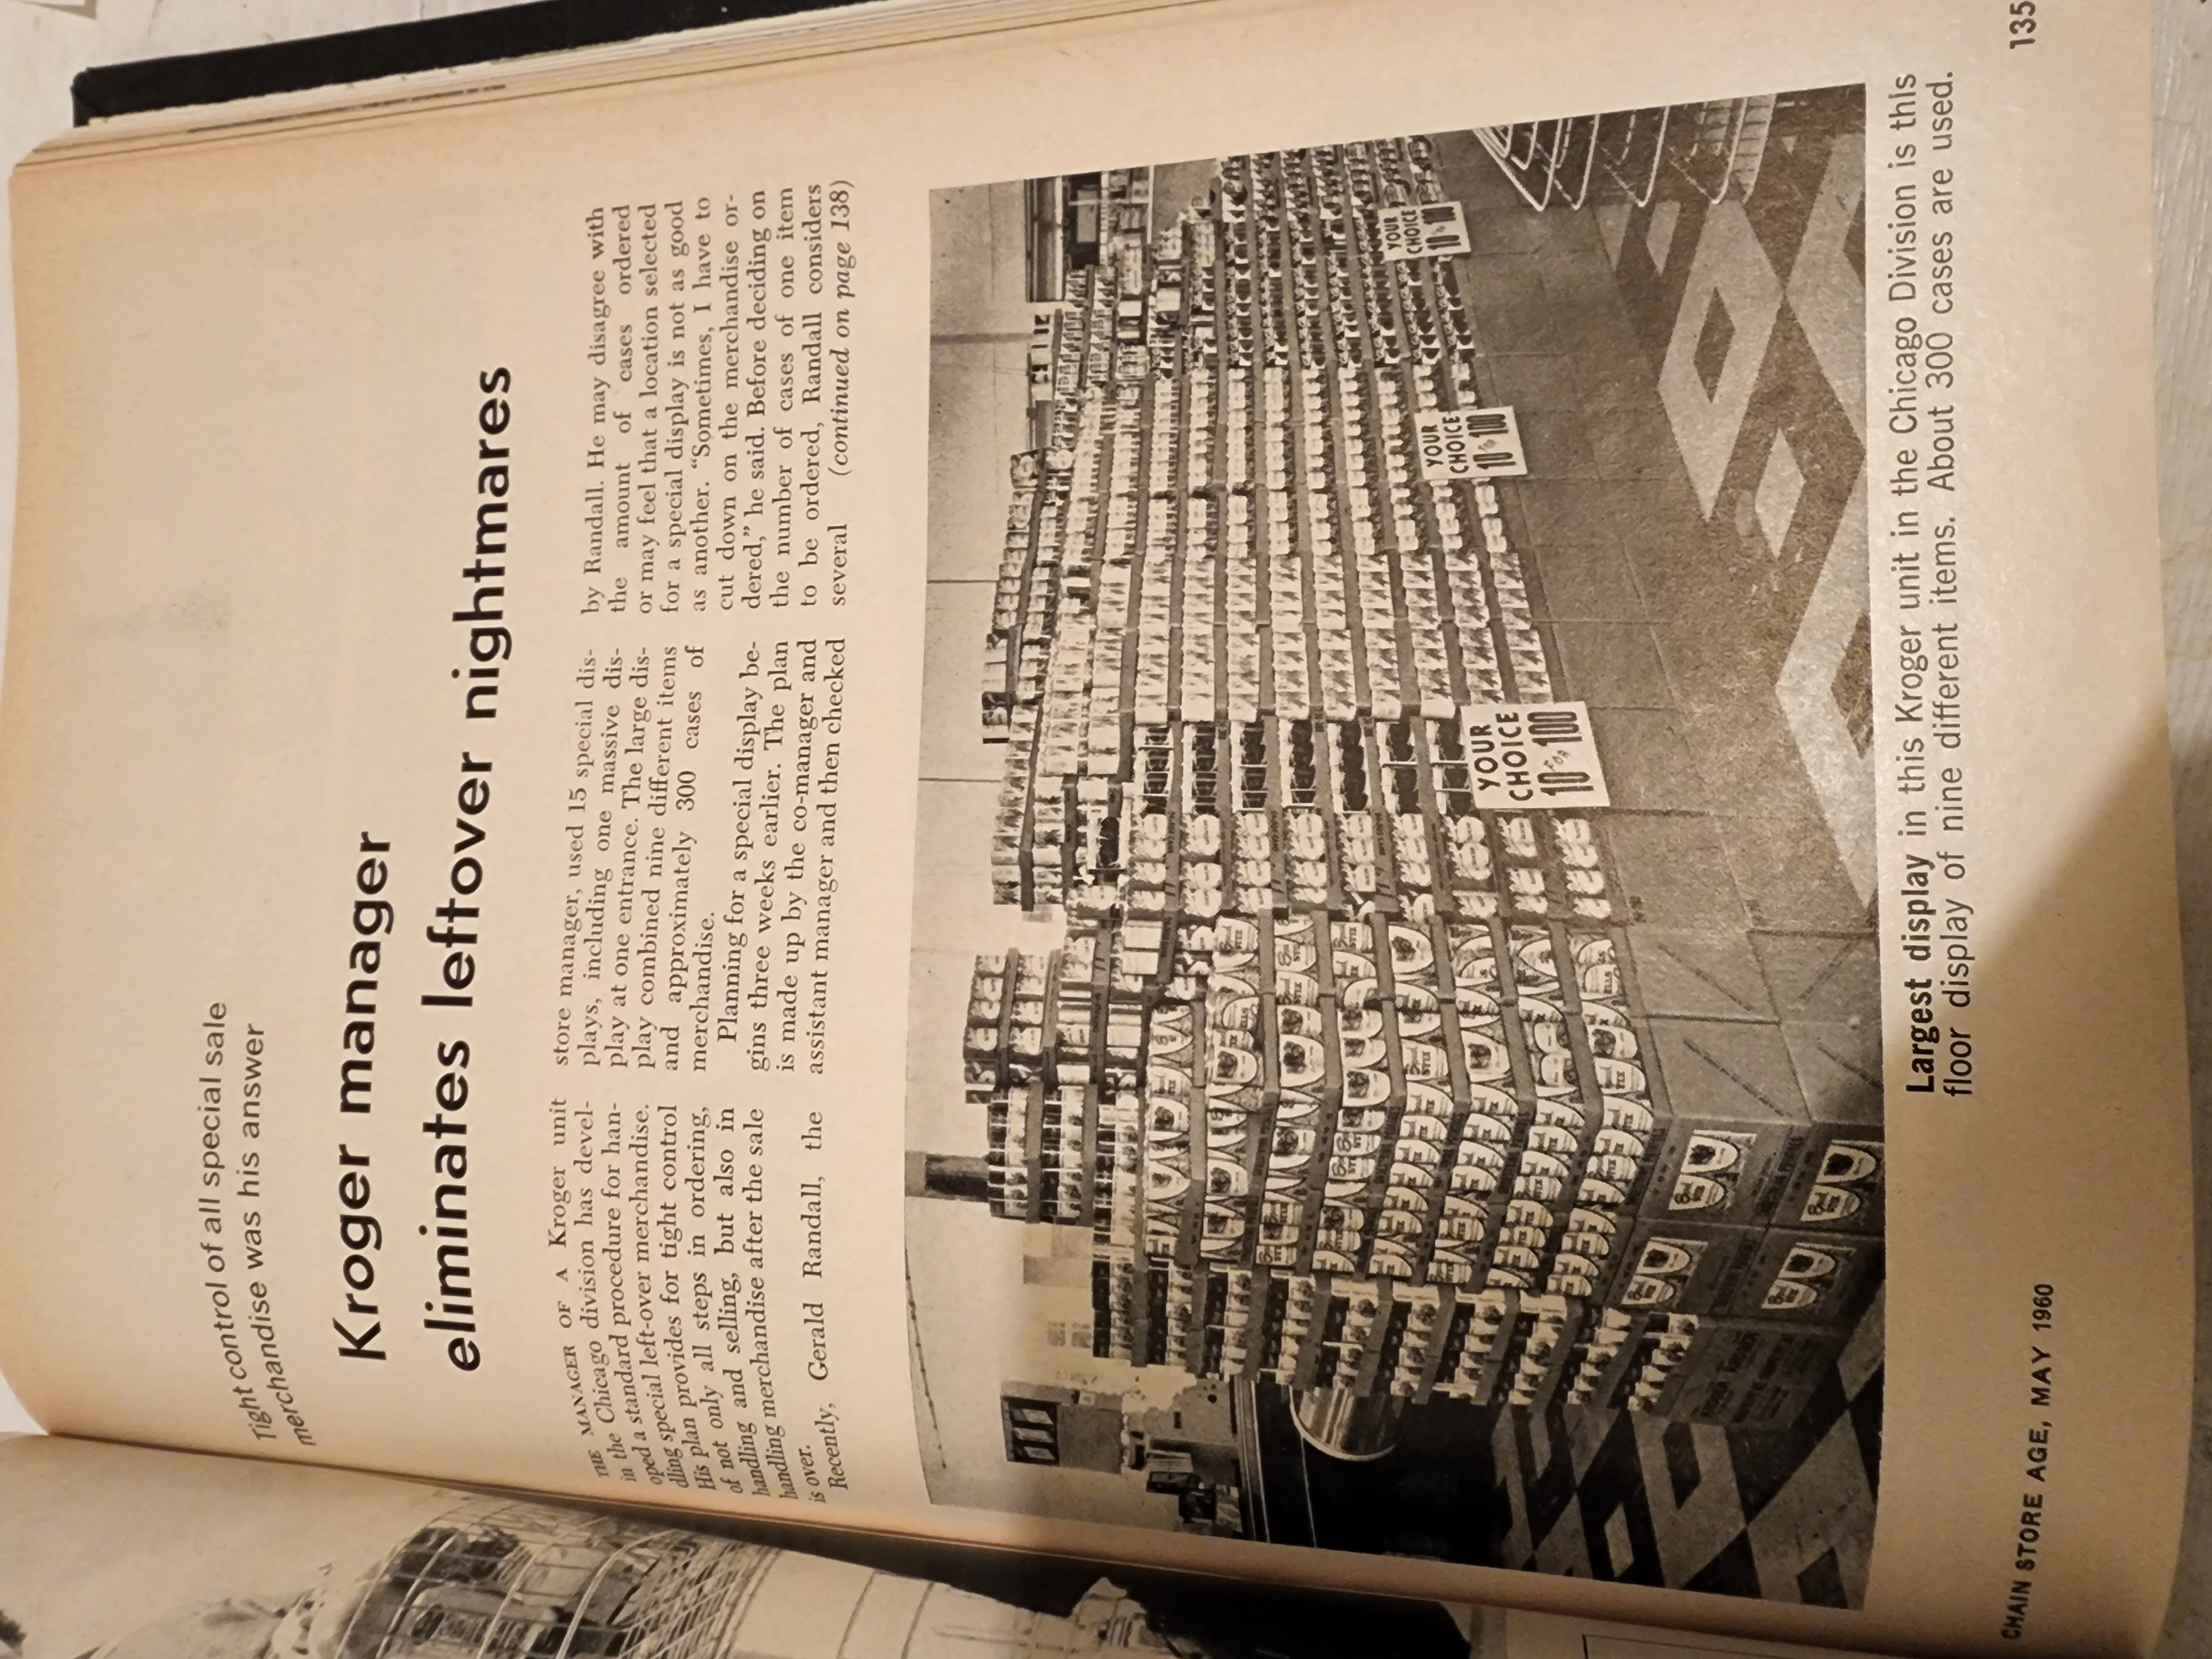 Tight control of all special sale
merchandise was his answer
Kroger manager
eliminates leftover nightmares
THE MANAGER OF A Kroger unit
in the Chicago division has devel-
oped a standard procedure for han-
dling special left-over merchandise.
His plan provides for tight control
of not only all steps in ordering,
handling and selling, but also in
handling merchandise after the sale
is over.
Recently, Gerald Randall, the
store manager, used 15 special dis-
plays, including one massive dis-
play at one entrance. The large dis-
play combined nine different items
and approximately 300 cases of
merchandise.
Planning for a special display be-
gins three weeks earlier. The plan
is made up by the co-manager and
assistant manager and then checked
by Randall. He may disagree with
the amount of cases ordered
or may feel that a location selected
for a special display is not as good
as another. “Sometimes, I have to
cut down on the merchandise or-
dered,” he said. Before deciding on
the number of cases of one item
to be ordered, Randall considers
several (continued on page 138)
YOUR
CHOICE
10 FOR 100
YOUR
CHOICE
10 100
YOUR
CHOICE
10 100
Largest display in this Kroger unit in the Chicago Division is this
floor display of nine different items. About 300 cases are used.
CHAIN STORE AGE, MAY 1960
135